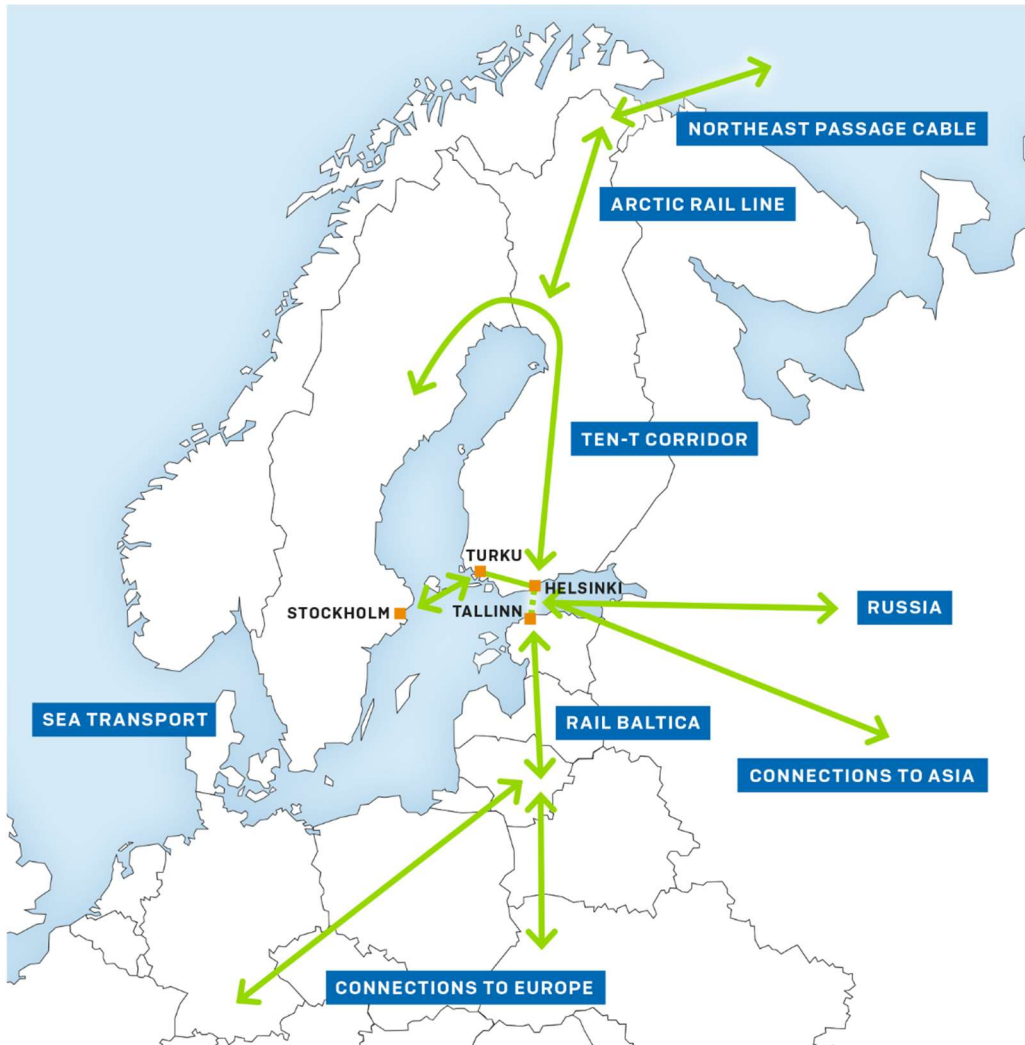 NORTHEAST PASSAGE CABLE
ARCTIC RAIL LINE
TEN-T CORRIDOR
TURKU
HELSINKI
STOCKHOLM
TALLINN
RUSSIA
SEA TRANSPORT
RAIL BALTICA
CONNECTIONS TO ASIA
CONNECTIONS TO EUROPE